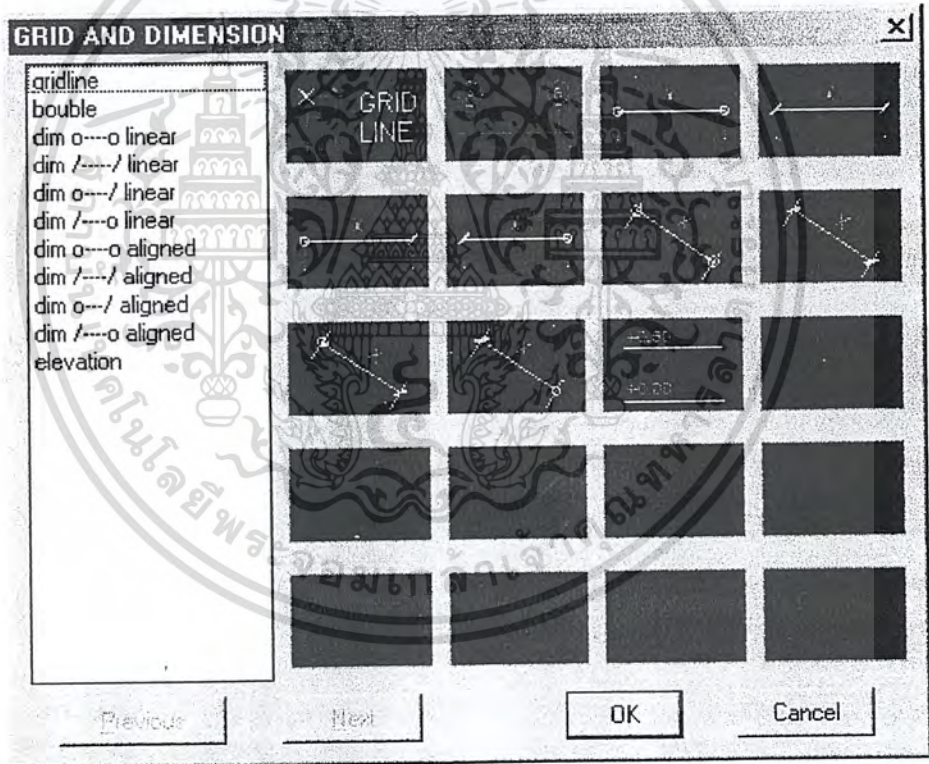 GRID AND DIMENSION
gridline
bouble
dim o----o linear
dim /-----/ linear
dim o---/ linear
dim /---o linear
dim o---o aligned
dim /----/ aligned
dim o---/ aligned
dim /---o aligned
elevation
GRID
LINE
Previous
Next
OK
Cancel